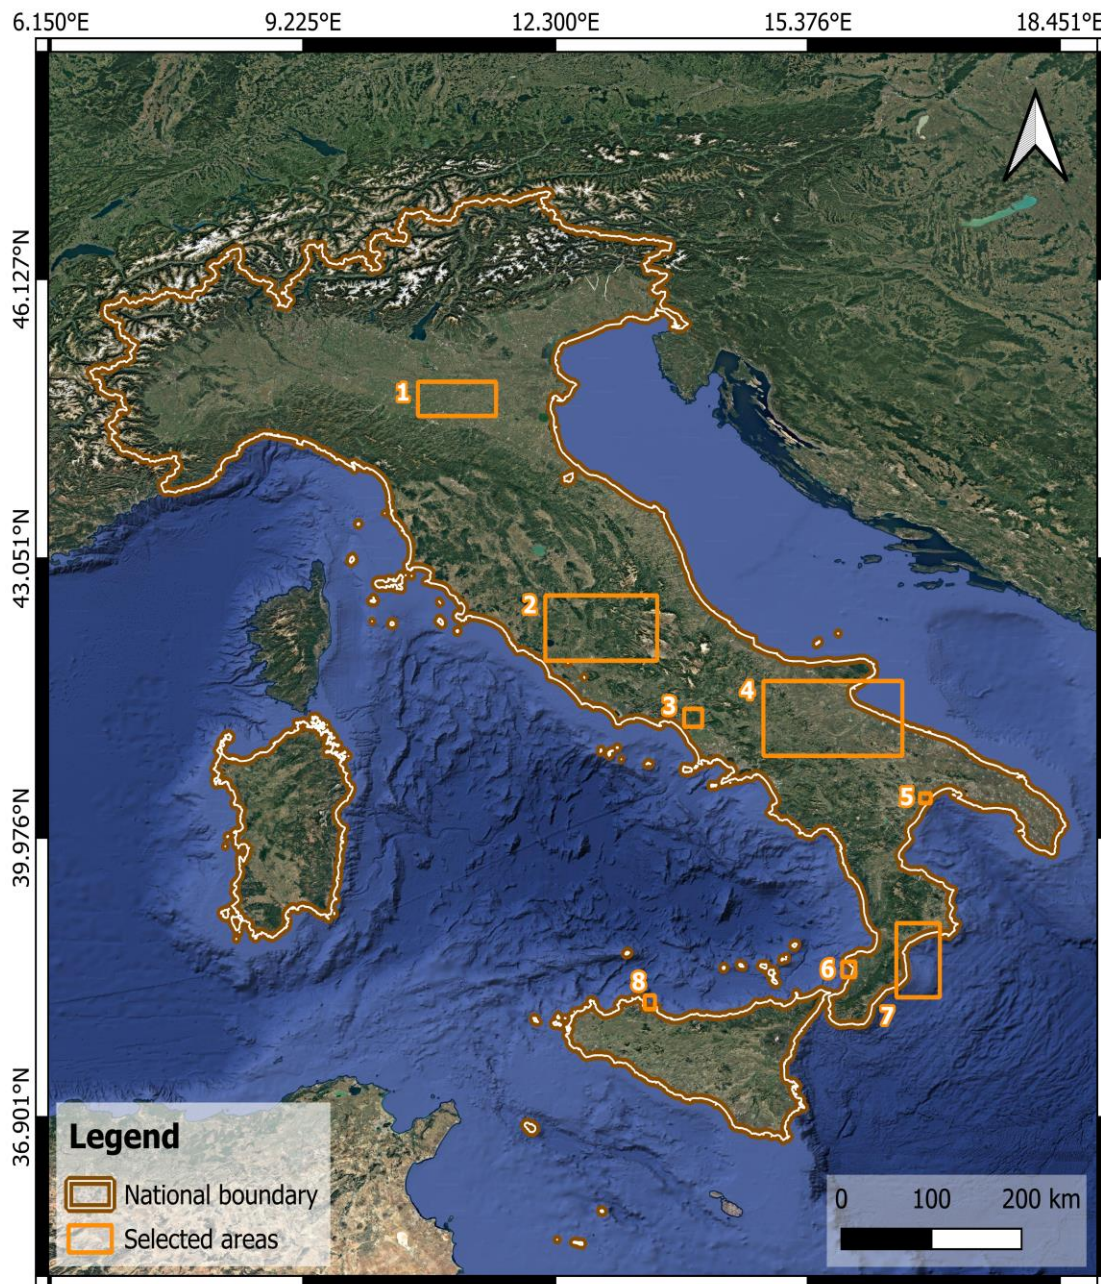 6.150°E 9.225°E 12.300°E 15.376°E 18.451°E
46.127°N
43.051°N
39.976°N
36.901°N
1
2
3
4
5
6
7
8
Legend
National boundary
Selected areas
0 100 200 km